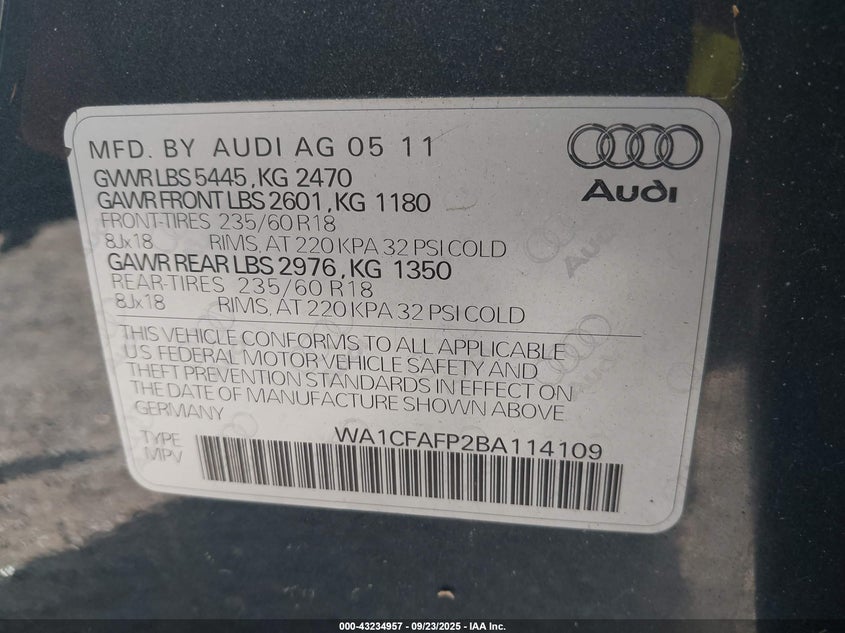 MFD. BY AUDI AG 05 11
GVWR LBS 5445, KG 2470
GAWR FRONT LBS 2601, KG 1180
FRONT-TIRES 235/60 R18
8Jx18 RIMS, AT 220 KPA 32 PSI COLD
GAWR REAR LBS 2976, KG 1350
REAR-TIRES 235/60 R18
8Jx18 RIMS, AT 220 KPA 32 PSI COLD
Audi
THIS VEHICLE CONFORMS TO ALL APPLICABLE
U.S. FEDERAL MOTOR VEHICLE SAFETY AND
THEFT PREVENTION STANDARDS IN EFFECT ON
THE DATE OF MANUFACTURE SHOWN ABOVE
GERMANY
WA1CFAFP2BA114109
TYPE
MPV
Audi
Audi
000 - 43234957 - 09/23/2025 - IAA Inc.